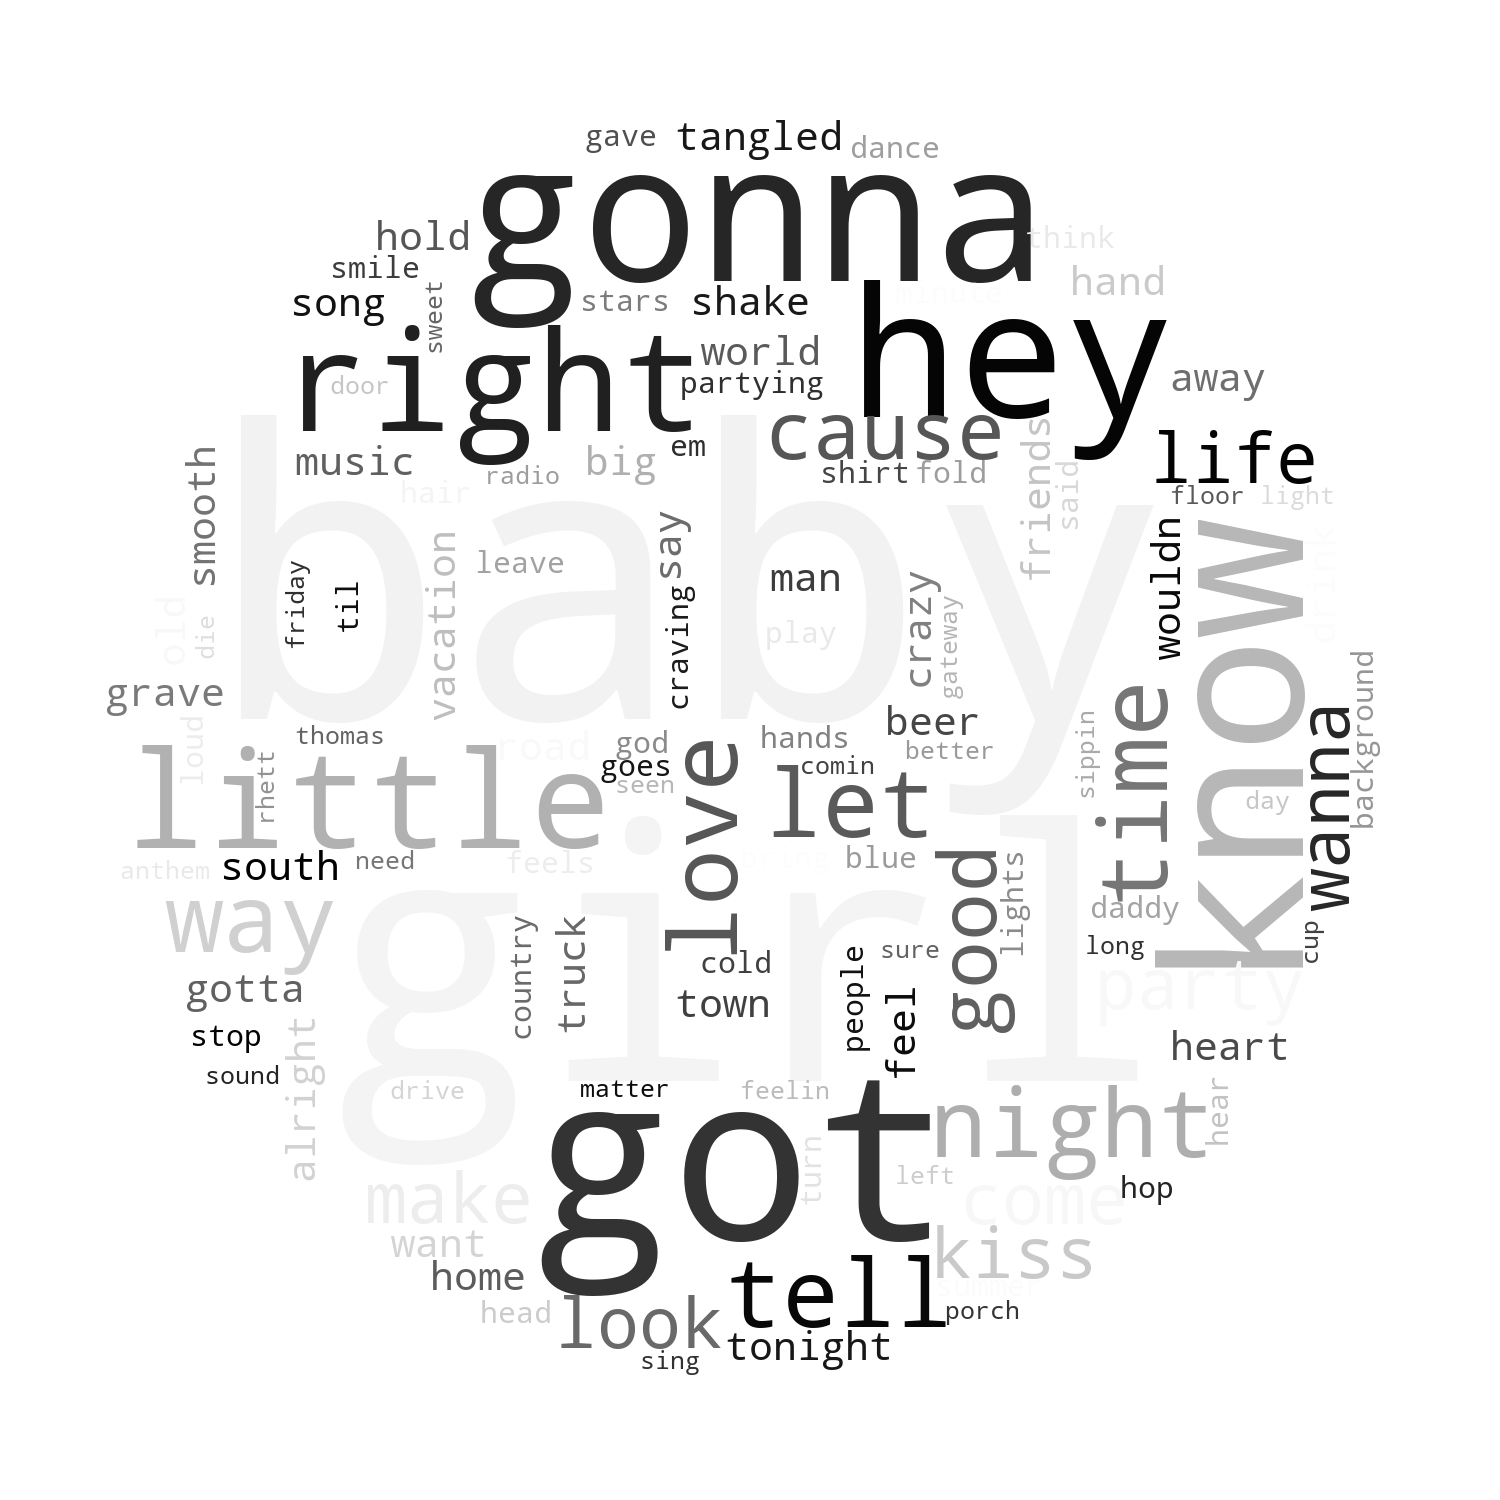 gave tangled dance
gonna
hold
think
smile
hand
song
sweet
stars
shake
minute
hey
right
world
door
partying
away
baby
cause
friends
life
music
radio
big
em
shirt
fold
said
floor
light
hair
smooth
say
know
wouldn
drink
vacation
leave
friday
til
man
crazy
craving
play
gateway
old
die
grave
background
time
wanna
thomas
beer
loud
little
rhett
road
god
goes
seen
love
hands
comin
better
let
sippin
day
girl
anthem
south
need
feels
blue
good
lights
way
daddy
country
truck
cold
people
sure
long
cup
party
gotta
town
feel
stop
heart
sound
alright
drive
matter
feelin
got
night
hear
turn
left
hop
make
come
want
kiss
home
tell
summer
head
look
porch
tonight
sing